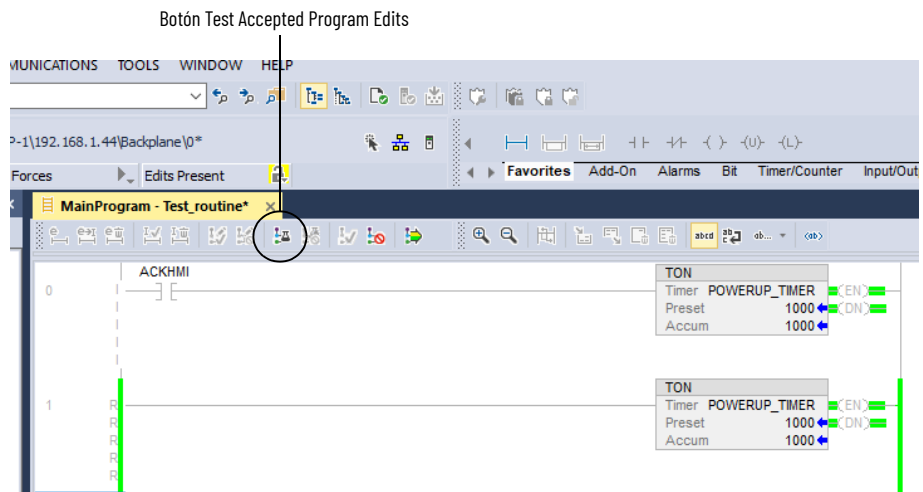 Botón Test Accepted Program Edits
MUNICATIONS TOOLS WINDOW HELP
P-1\192.168.1.44\Backplane\0*
Forces Edits Present
Favorites Add-On Alarms Bit Timer/Counter Input/Out
MainProgram - Test_routine*
abcd ab... <ab>
ACKHMI
TON
0
Timer POWERUP_TIMER (EN)
Preset 1000 (DN)
Accum 1000
TON
1 R Timer POWERUP_TIMER (EN)
R Preset 1000 (DN)
R Accum 1000
R
R